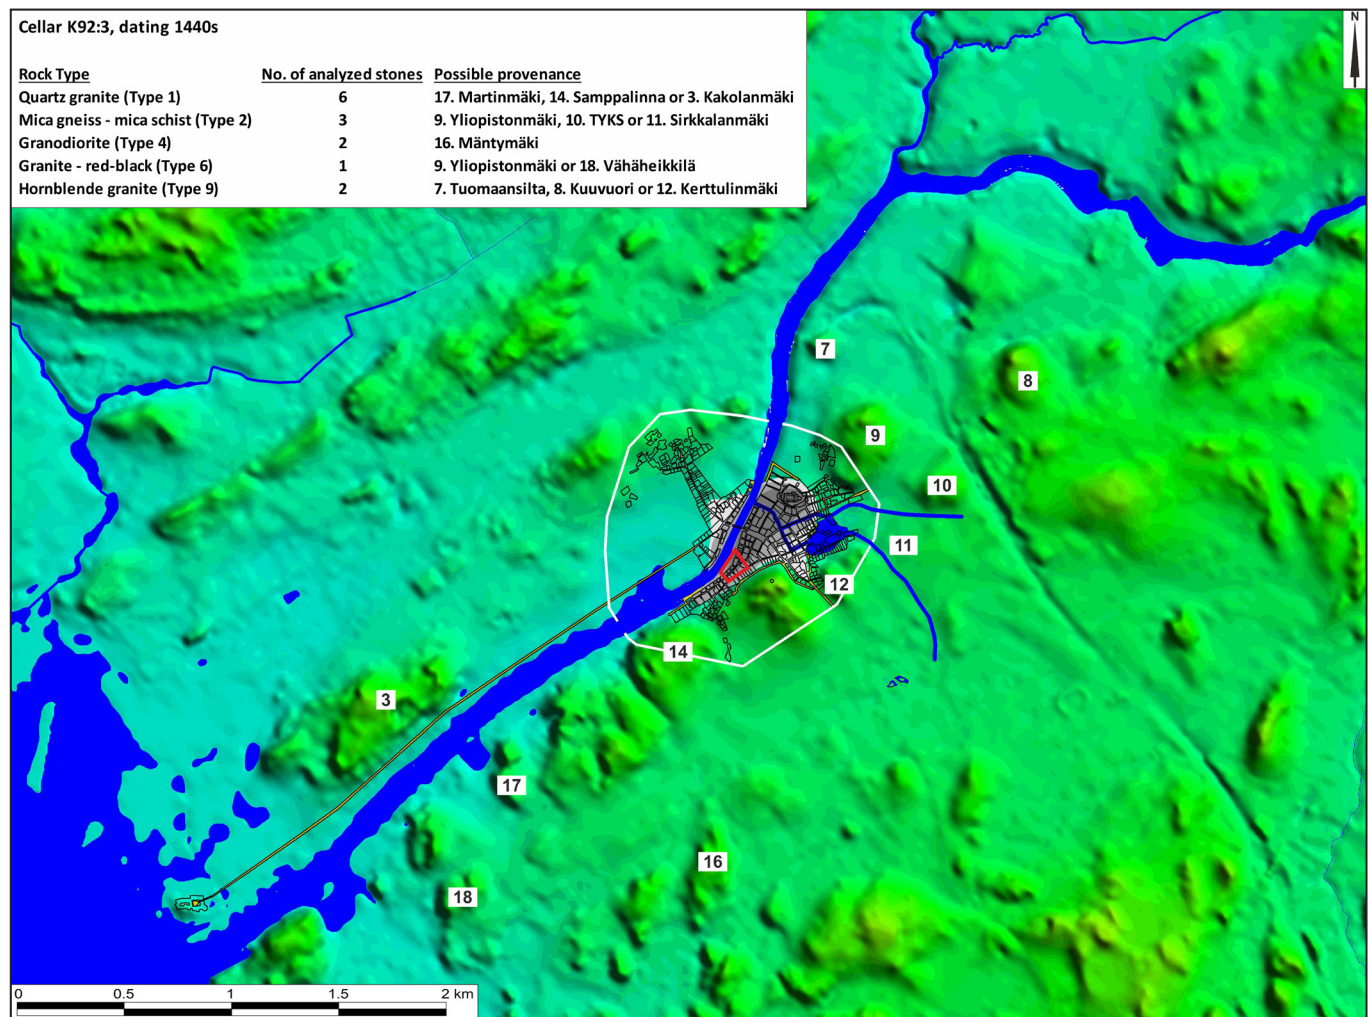 Cellar K92:3, dating 1440s
N
Rock Type No. of analyzed stones Possible provenance
Quartz granite (Type 1) 6 17. Martinmäki, 14. Samppalinna or 3. Kakolanmäki
Mica gneiss - mica schist (Type 2) 3 9. Yliopistonmäki, 10. TYKS or 11. Sirkkalanmäki
Granodiorite (Type 4) 2 16. Mäntymäki
Granite - red-black (Type 6) 1 9. Yliopistonmäki or 18. Vähäheikkilä
Hornblende granite (Type 9) 2 7. Tuomaansilta, 8. Kuuvuori or 12. Kerttulinmäki
7
8
9
10
11
12
14
3
17
16
18
0 0.5 1 1.5 2 km